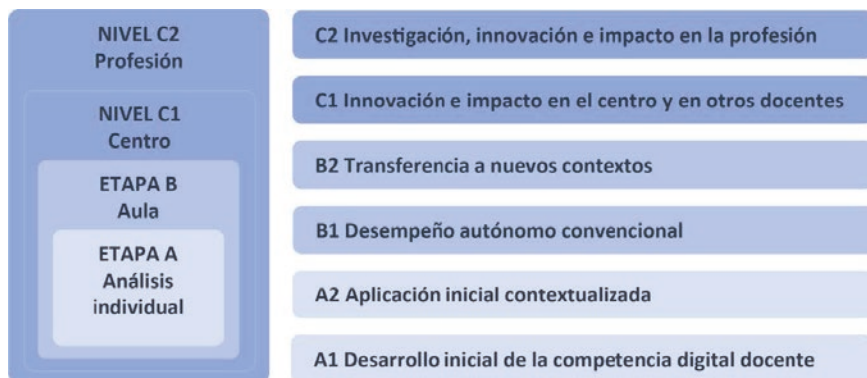 NIVEL C2
Profesión
NIVEL C1
Centro
ETAPA B
Aula
ETAPA A
Análisis
individual
C2 Investigación, innovación e impacto en la profesión
C1 Innovación e impacto en el centro y en otros docentes
B2 Transferencia a nuevos contextos
B1 Desempeño autónomo convencional
A2 Aplicación inicial contextualizada
A1 Desarrollo inicial de la competencia digital docente